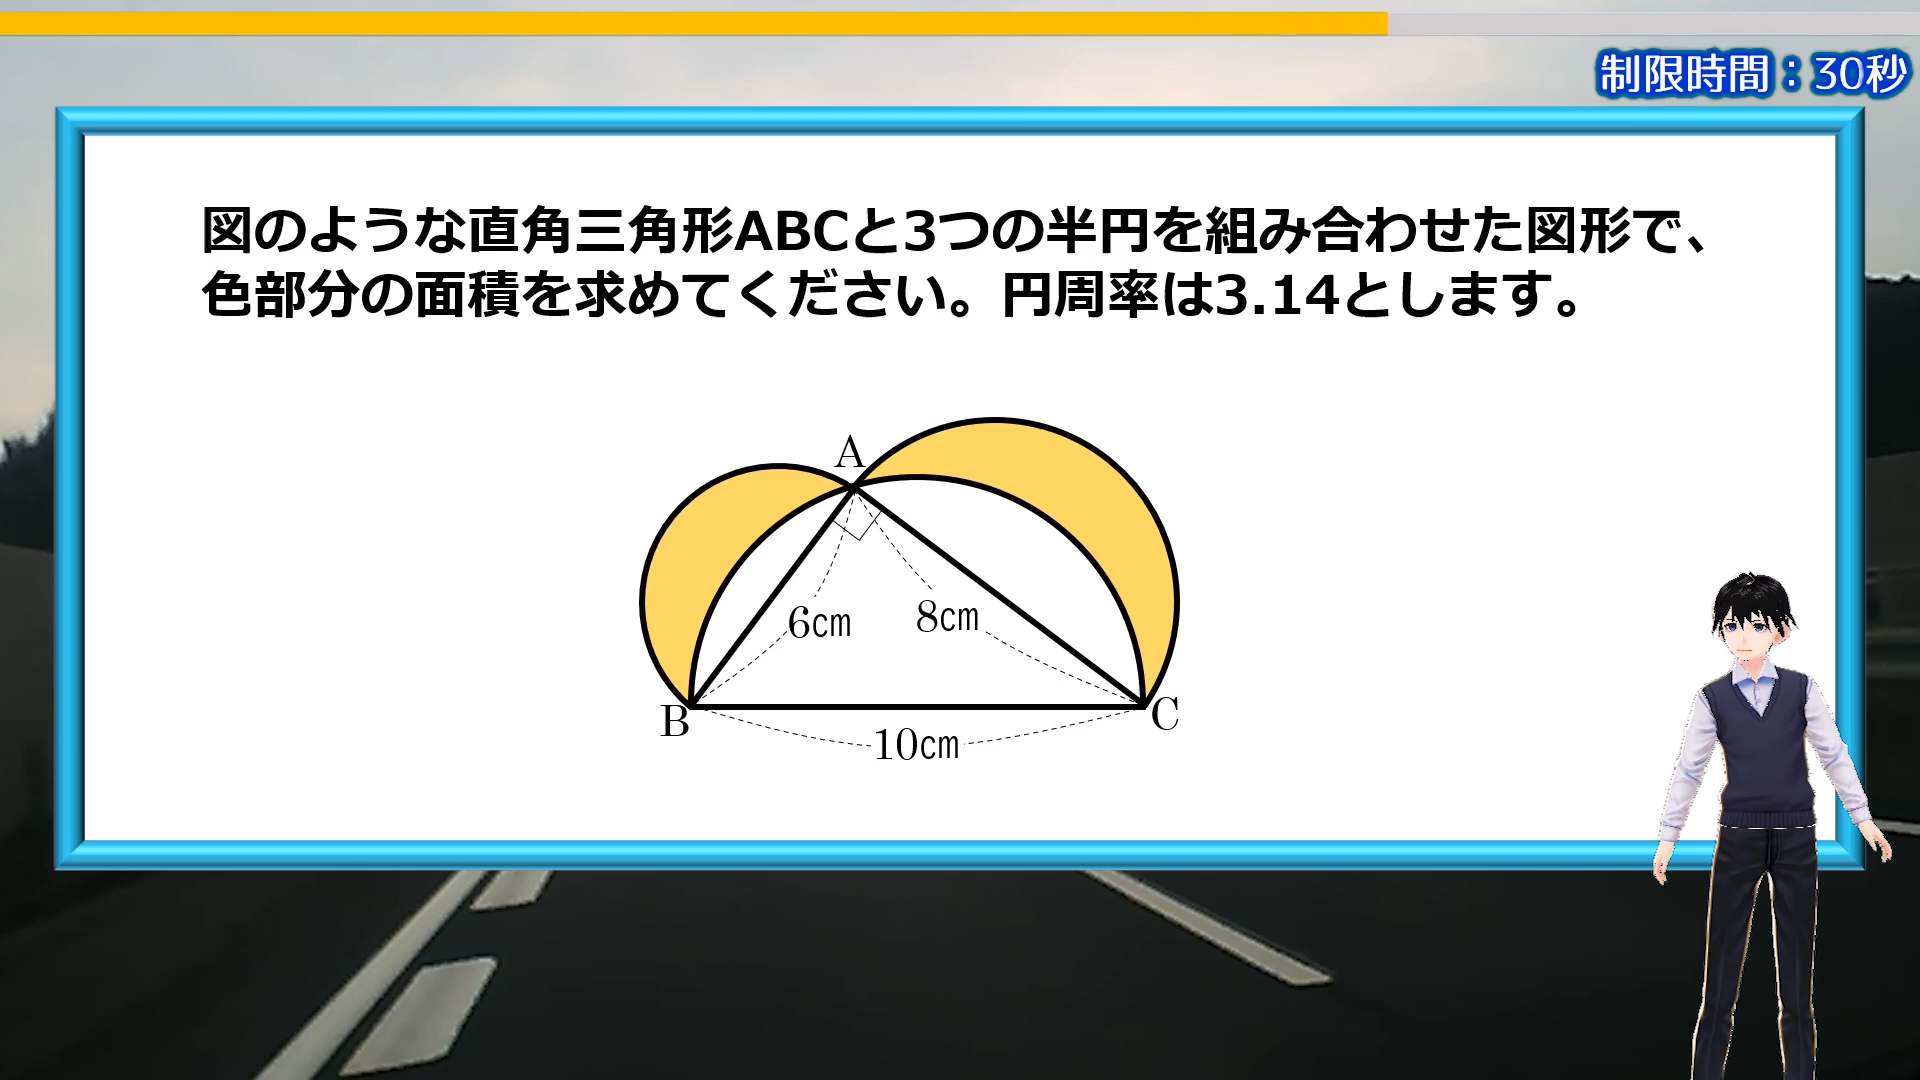 制限時間：30秒
図のような直角三角形ABCと3つの半円を組み合わせた図形で、
色部分の面積を求めてください。円周率は3.14とします。
A
6㎝
8㎝
B
C
10㎝